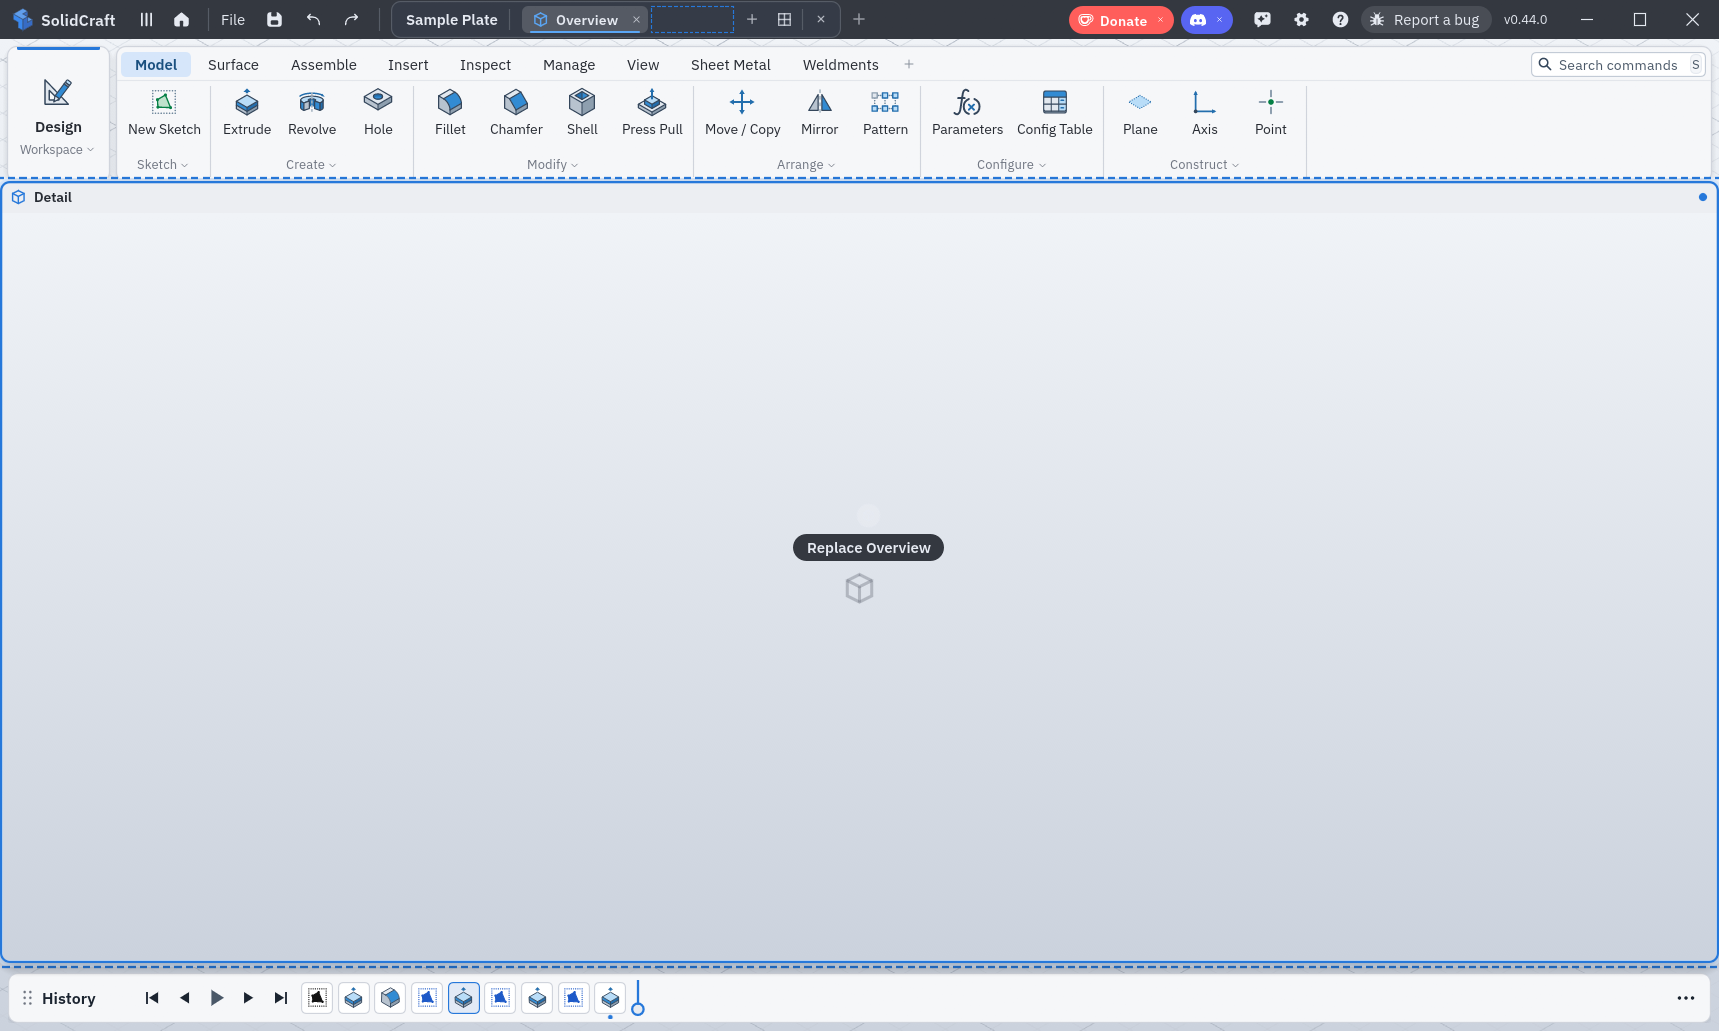 SolidCraft
File
Sample Plate
Overview
Donate
Report a bug
v0.44.0
Design
Workspace
Model Surface Assemble Insert Inspect Manage View Sheet Metal Weldments
Search commands S
New Sketch Extrude Revolve Hole Fillet Chamfer Shell Press Pull Move / Copy Mirror Pattern Parameters Config Table Plane Axis Point
Sketch Create Modify Arrange Configure Construct
Detail
Replace Overview
History